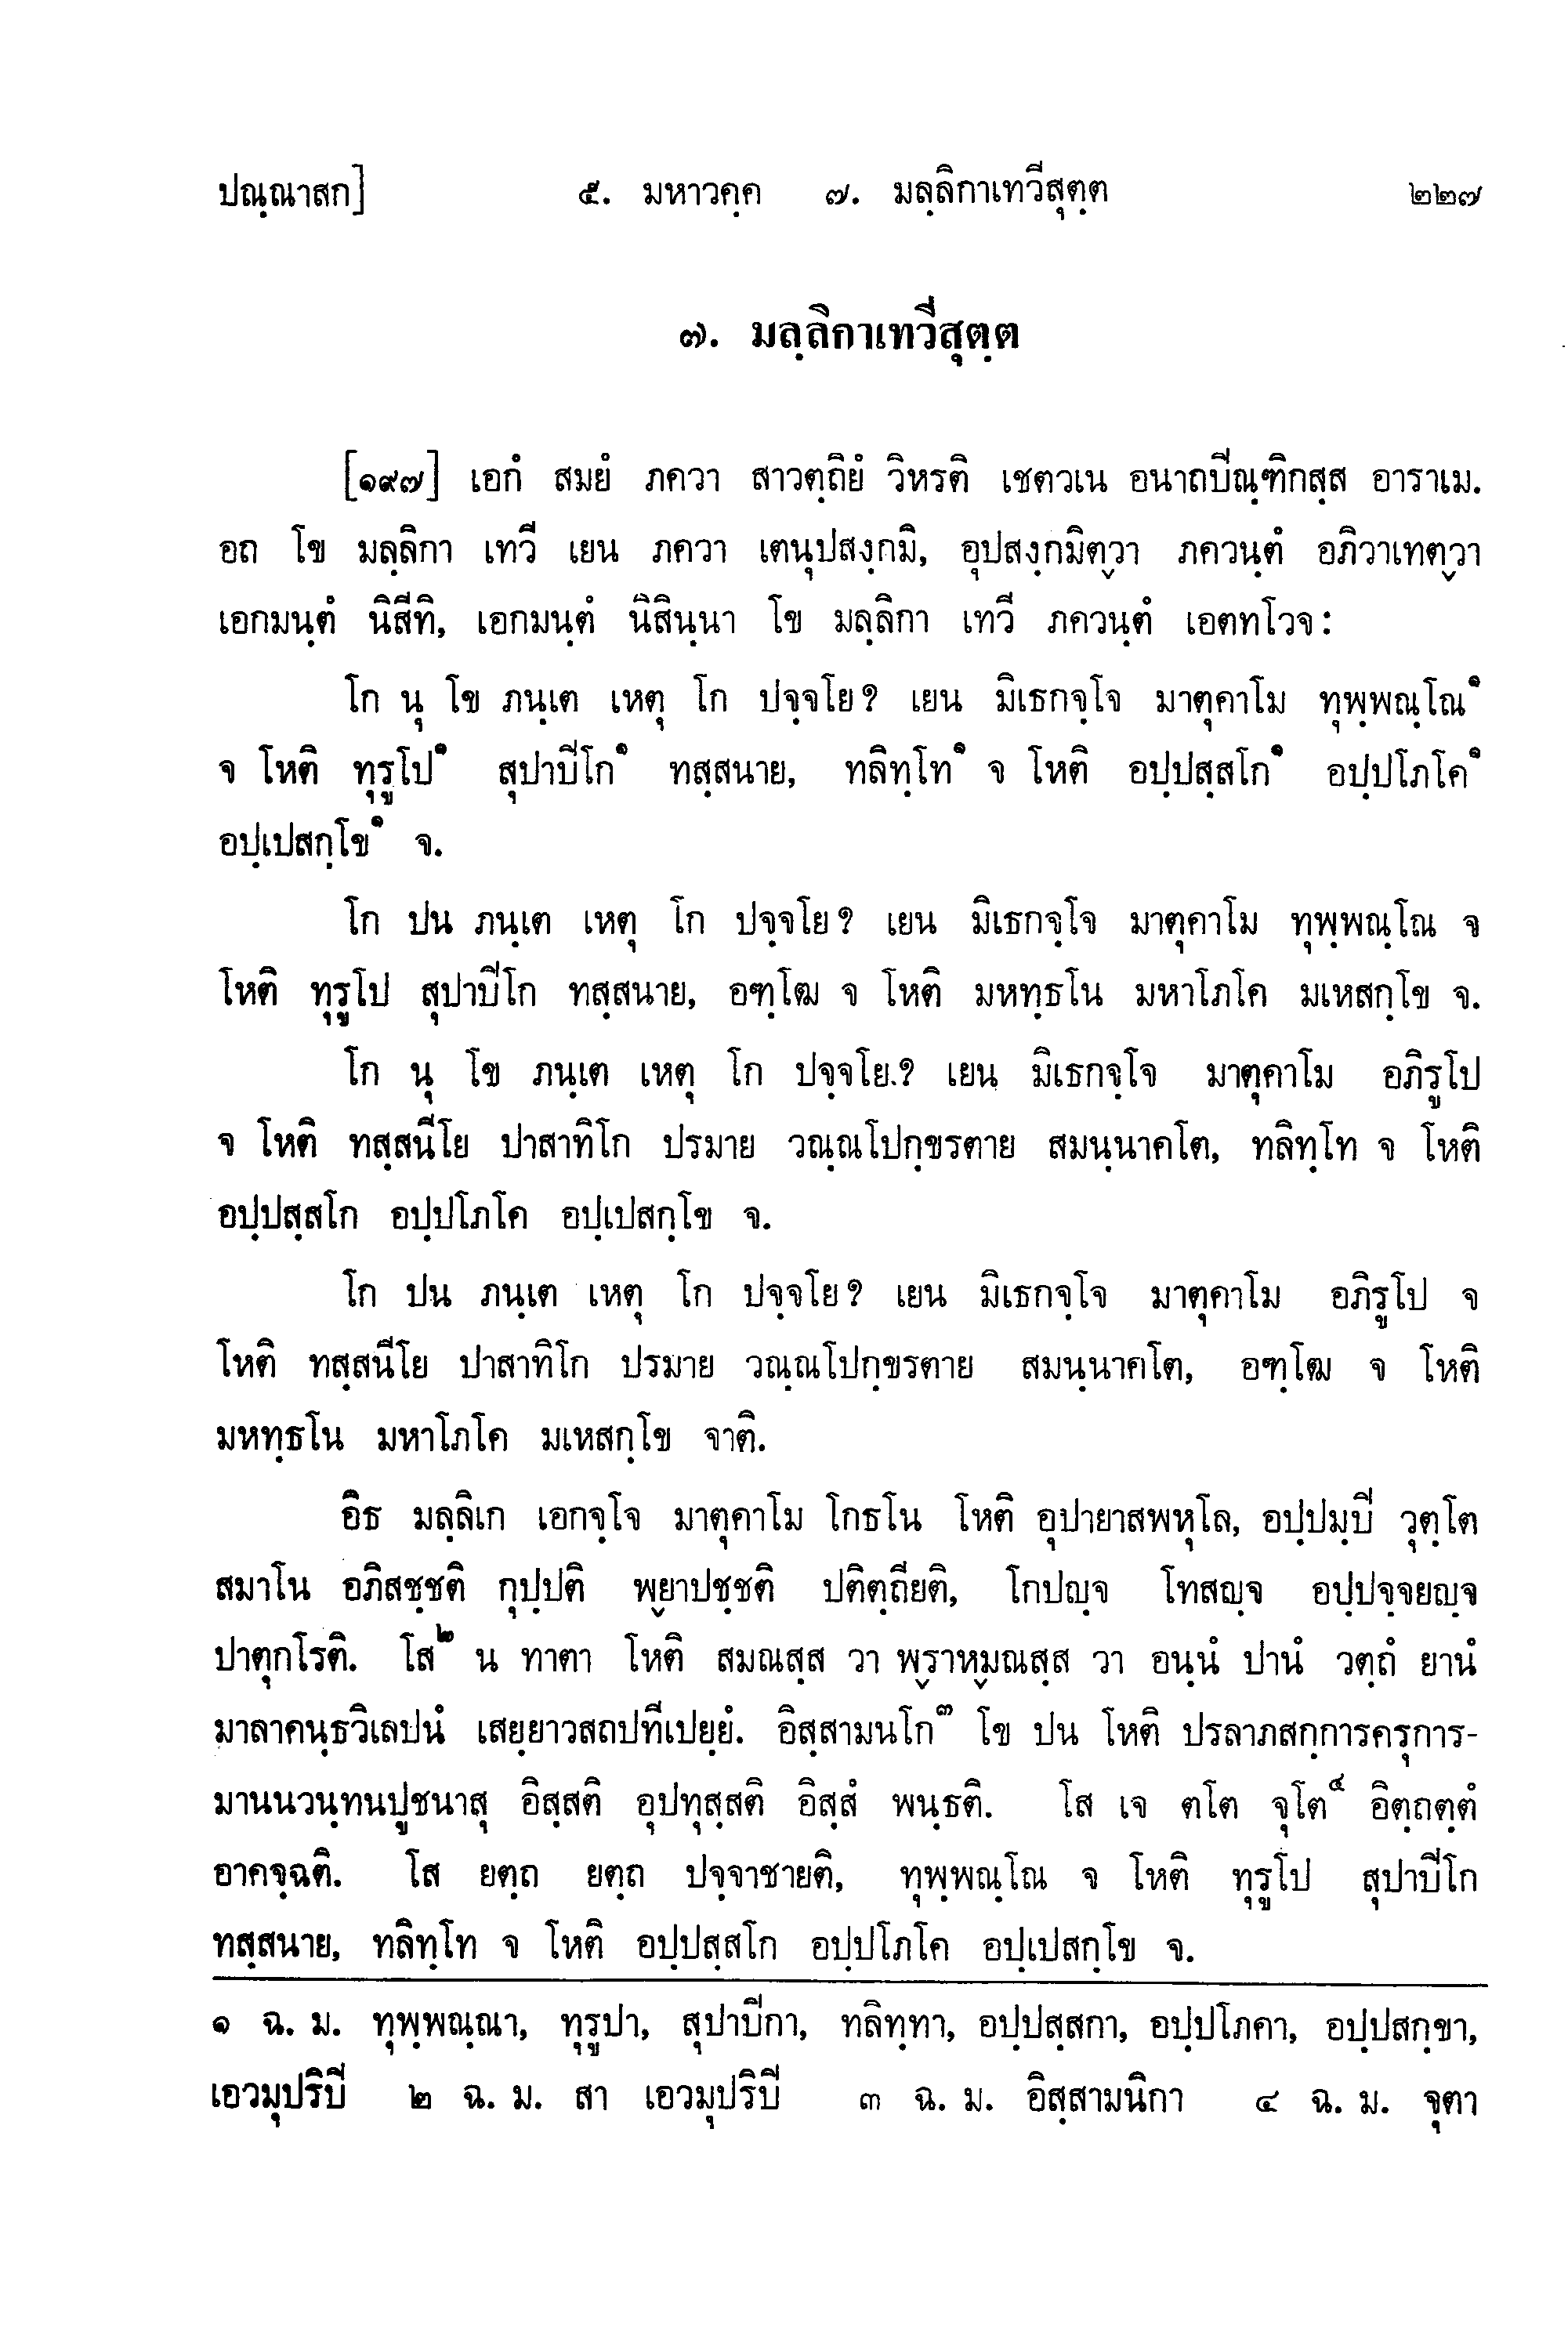 ปณฺณาสก]	๕. มหาวคฺค ๗. มลฺลิกาเทวีสุตฺต	๒๒๗
๗. มลฺลิกาเทวีสุตฺต
[๑๙๗] เอกํ สมยํ ภควา สาวตฺถิยํ วิหรติ เชตวเน อนาถปีณฺฑิกสฺส อาราเม.
อถ โข มลฺลิกา เทวี เยน ภควา เตนุปสงฺกมิ, อุปสงฺกมิตฺวา ภควนฺตํ อภิวาเทตฺวา
เอกมนฺตํ นิสีทิ, เอกมนฺตํ นิสินฺนา โข มลฺลิกา เทวี ภควนฺตํ เอตทโวจ:
โก นุ โข ภนฺเต เหตุ โก ปจฺจโย? เยน มิเธกจฺโจ มาตุคาโม ทุพฺพณฺโณ๑
จ โหติ ทุรูโป๑ สุปาปีโก๑ ทสฺสนาย, ทลิทฺโท๑ จ โหติ อปฺปสฺสโก๑ อปฺปโภโค๑
อปฺเปสกฺโข๑ จ.
โก ปน ภนฺเต เหตุ โก ปจฺจโย? เยน มิเธกจฺโจ มาตุคาโม ทุพฺพณฺโณ จ
โหติ ทุรูโป สุปาปีโก ทสฺสนาย, อฑฺโฒ จ โหติ มหทฺธโน มหาโภโค มเหสกฺโข จ.
โก นุ โข ภนฺเต เหตุ โก ปจฺจโย.? เยน มิเธกจฺโจ มาตุคาโม อภิรูโป
จ โหติ ทสฺสนีโย ปาสาทิโก ปรมาย วณฺณโปกฺขรตาย สมนฺนาคโต, ทลิทฺโท จ โหติ
อปฺปสฺสโก อปฺปโภโค อปฺเปสกฺโข จ.
โก ปน ภนฺเต เหตุ โก ปจฺจโย? เยน มิเธกจฺโจ มาตุคาโม อภิรูโป จ
โหติ ทสฺสนีโย ปาสาทิโก ปรมาย วณฺณโปกฺขรตาย สมนฺนาคโต, อฑฺโฒ จ โหติ
มหทฺธโน มหาโภโค มเหสกฺโข จาติ.
อิธ มลฺลิเก เอกจฺโจ มาตุคาโม โกธโน โหติ อุปายาสพหุโล, อปฺปมฺปี วุตฺโต
สมาโน อภิสชฺชติ กุปฺปติ พฺยาปชฺชติ ปติตฺถียติ, โกปญฺจ โทสญฺจ อปฺปจฺจยญฺจ
ปาตุกโรติ. โส๒ น ทาตา โหติ สมณสฺส วา พฺราหฺมณสฺส วา อนฺนํ ปานํ วตฺถํ ยานํ
มาลาคนฺธวิเลปนํ เสยฺยาวสถปทีเปยฺยํ. อิสฺสามนโก๓ โข ปน โหติ ปรลาภสกฺการครุการ-
มานนวนฺทนปูชนาสุ อิสฺสติ อุปทุสฺสติ อิสฺสํ พนฺธติ. โส เจ ตโต จุโต๔ อิตฺถตฺตํ
อาคจฺฉติ. โส ยตฺถ ยตฺถ ปจฺจาชายติ, ทุพฺพณฺโณ จ โหติ ทุรูโป สุปาปีโก
ทสฺสนาย, ทลิทฺโท จ โหติ อปฺปสฺสโก อปฺปโภโค อปฺเปสกฺโข จ.
๑ ฉ. ม. ทุพฺพณฺณา, ทุรูปา, สุปาปีกา, ทลิทฺทา, อปฺปสฺสกา, อปฺปโภคา, อปฺปสกฺขา,
เอวมุปริปี ๒ ฉ. ม. สา เอวมุปริปี ๓ ฉ. ม. อิสฺสามนิกา ๔ ฉ. ม. จุตา